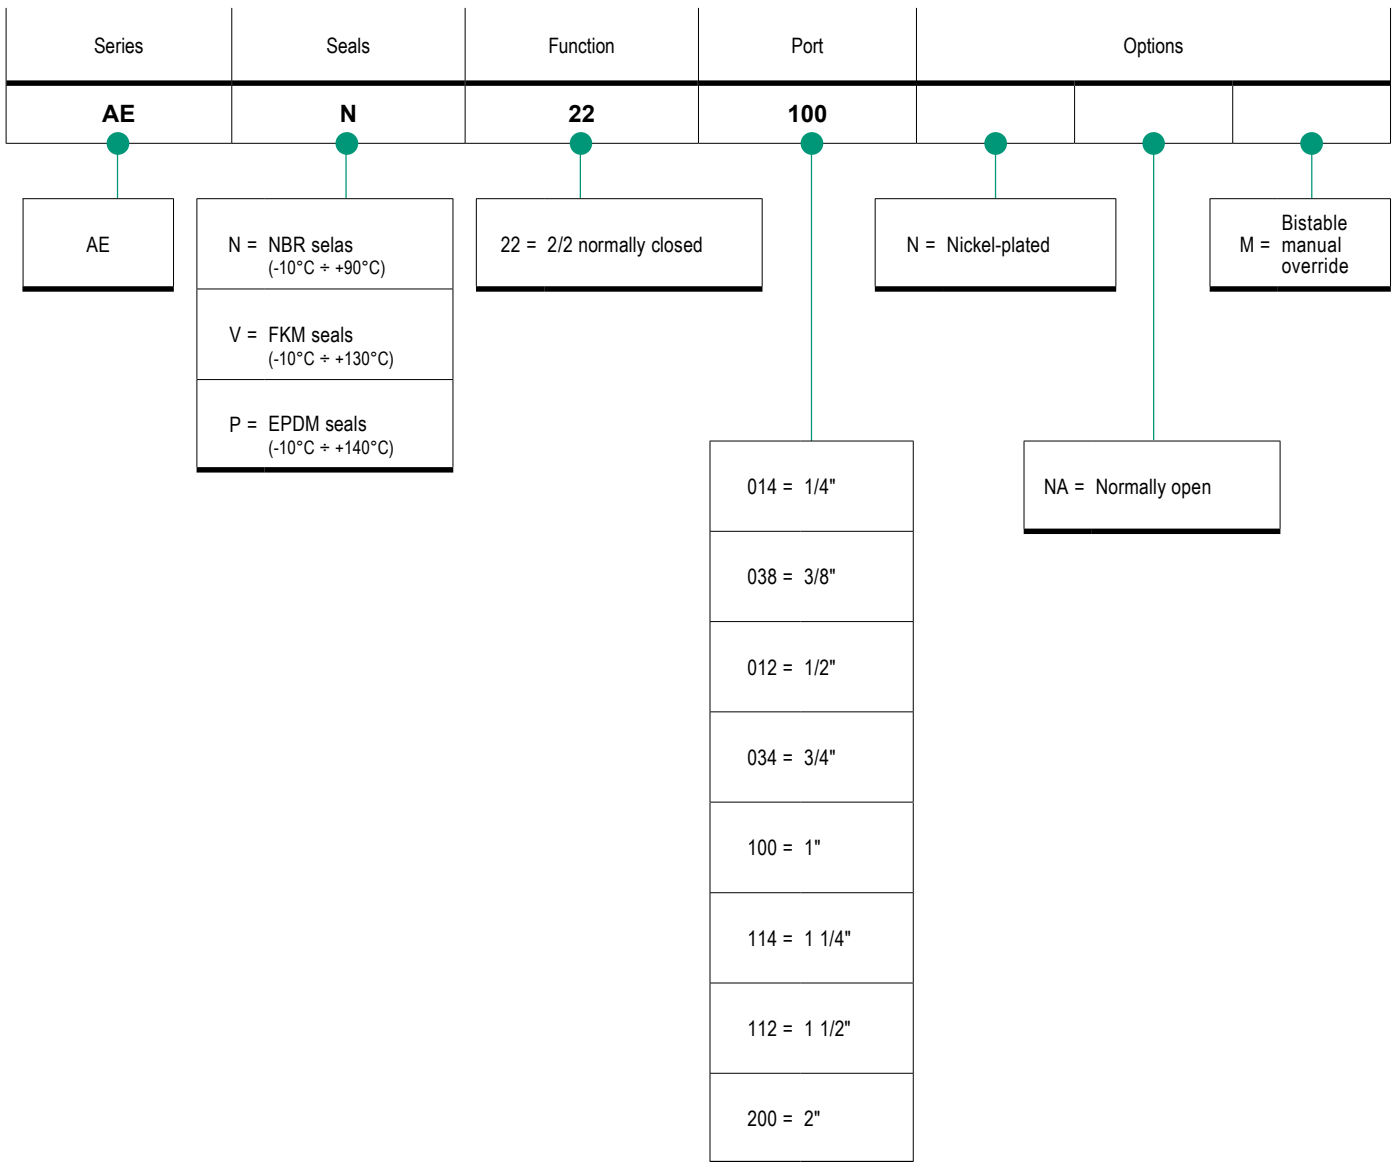 Series Seals Function Port Options
AE N 22 100
AE
N = NBR selas
(-10°C ÷ +90°C)
V = FKM seals
(-10°C ÷ +130°C)
P = EPDM seals
(-10°C ÷ +140°C)
22 = 2/2 normally closed
014 = 1/4"
038 = 3/8"
012 = 1/2"
034 = 3/4"
100 = 1"
114 = 1 1/4"
112 = 1 1/2"
200 = 2"
N = Nickel-plated
NA = Normally open
Bistable
M = manual
override